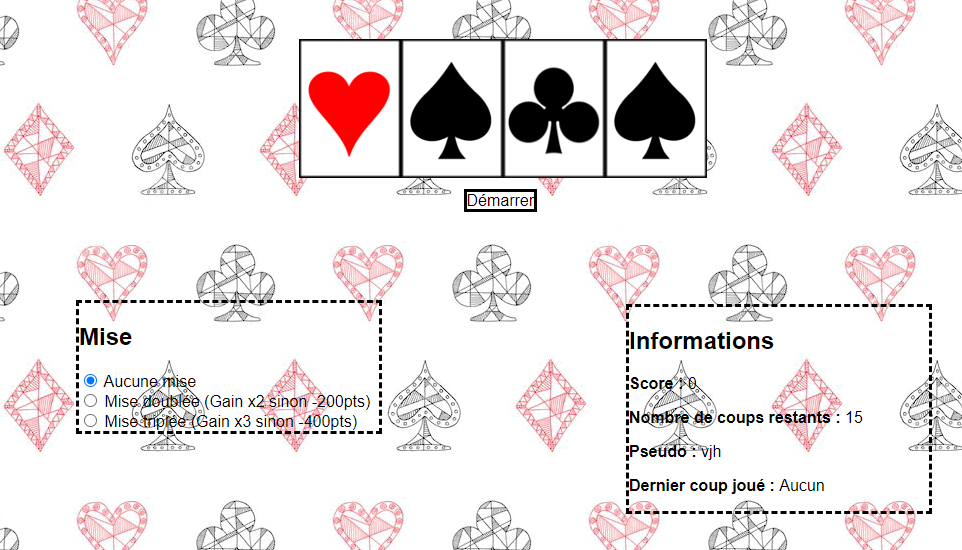 Démarrer
Mise
Aucune mise
Mise doublée (Gain x2 sinon -200pts)
Mise triplée (Gain x3 sinon -400pts)
Informations
Score : 0
Nombre de coups restants : 15
Pseudo : vjh
Dernier coup joué : Aucun